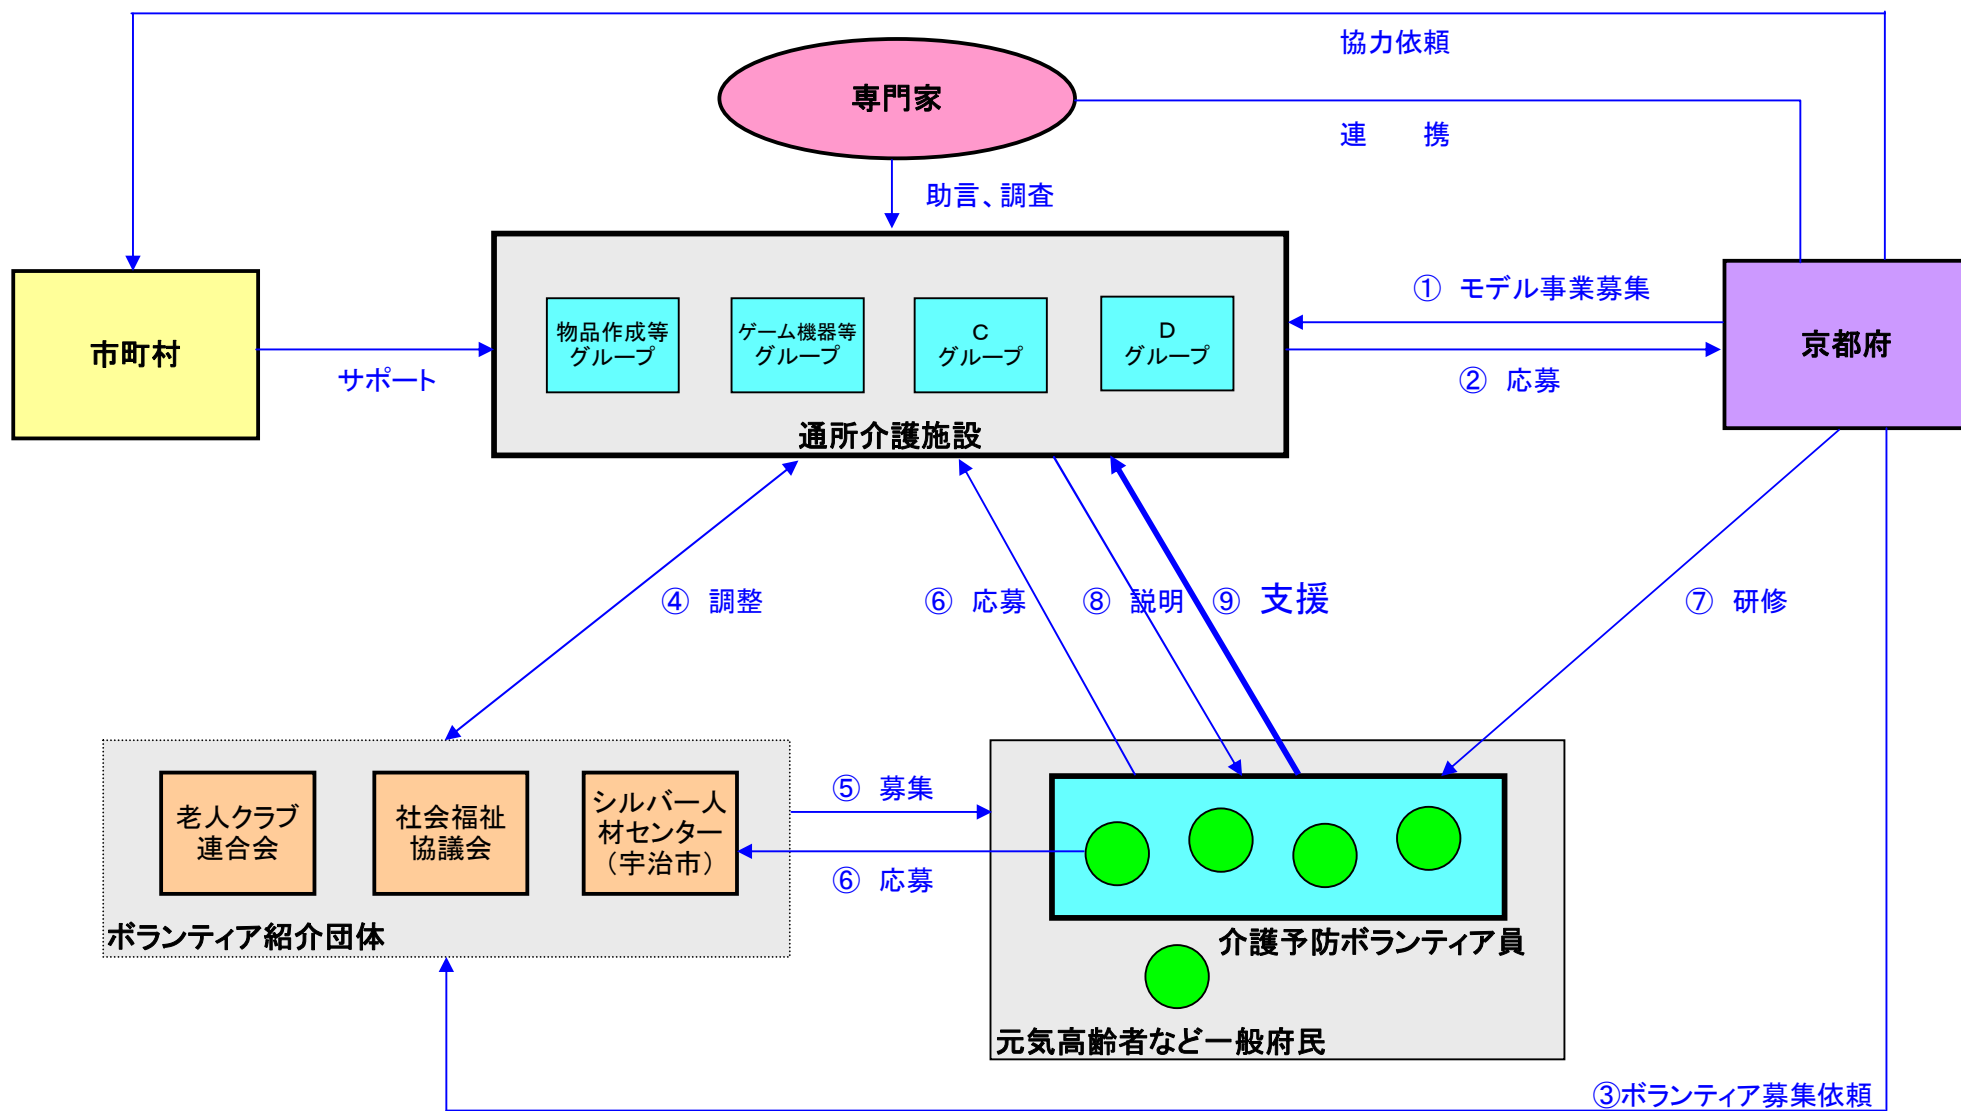 協力依頼
専門家
連　　携
助言、調査
① モデル事業募集
市町村
物品作成等
グループ
ゲーム機器等
グループ
C
グループ
D
グループ
京都府
サポート
② 応募
通所介護施設
④ 調整
⑥ 応募
⑧ 説明
⑨ 支援
⑦ 研修
老人クラブ
連合会
社会福祉
協議会
シルバー人
材センター
（宇治市）
⑤ 募集
⑥ 応募
ボランティア紹介団体
介護予防ボランティア員
元気高齢者など一般府民
③ボランティア募集依頼